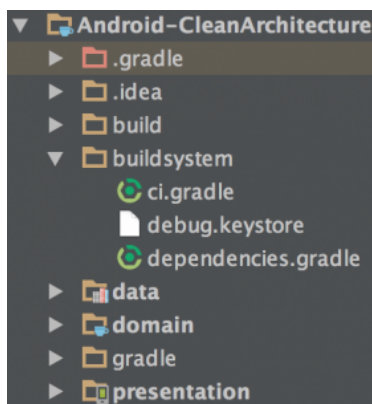 Android-CleanArchitecture
.gradle
.idea
build
buildsystem
ci.gradle
debug.keystore
dependencies.gradle
data
domain
gradle
presentation